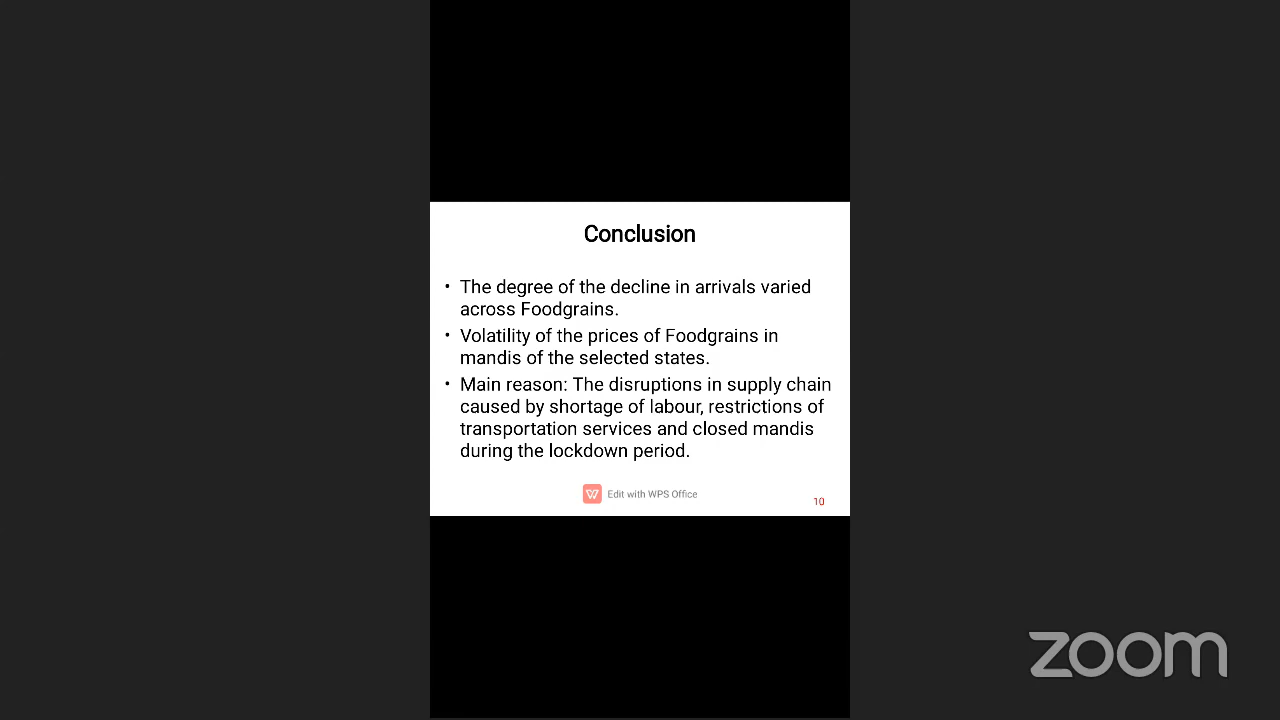 Conclusion
• The degree of the decline in arrivals varied
across Foodgrains.
• Volatility of the prices of Foodgrains in
mandis of the selected states.
• Main reason: The disruptions in supply chain
caused by shortage of labour, restrictions of
transportation services and closed mandis
during the lockdown period.
Edit with WPS Office
10
zoom